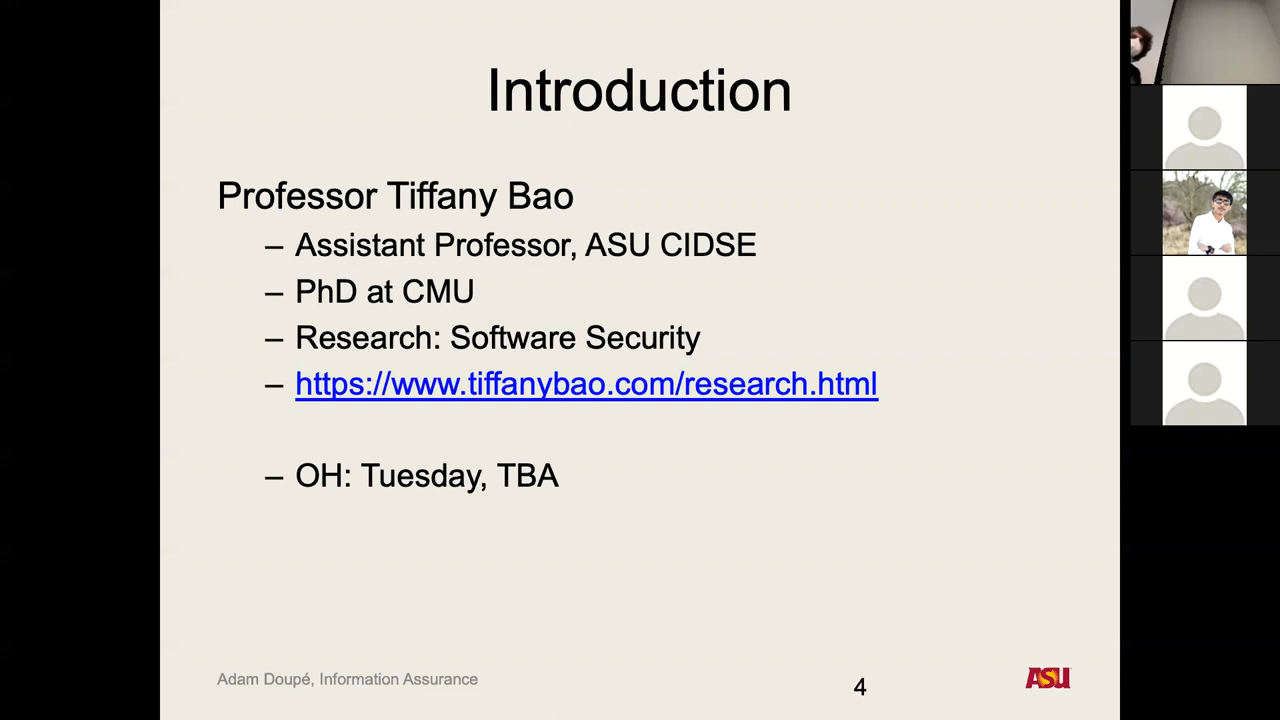 Introduction
Professor Tiffany Bao
– Assistant Professor, ASU CIDSE
– PhD at CMU
– Research: Software Security
– https://www.tiffanybao.com/research.html
– OH: Tuesday, TBA
Adam Doupé, Information Assurance
4
ASU